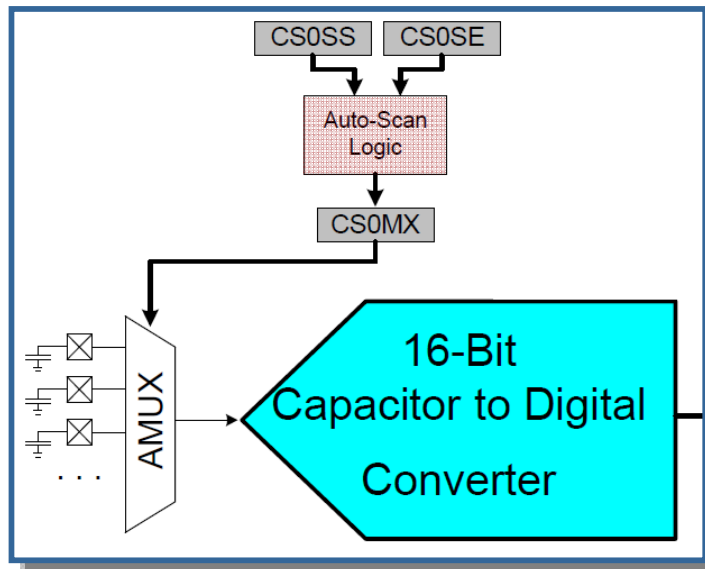 CS0SS
CS0SE
Auto-Scan
Logic
CS0MX
AMUX
16-Bit
Capacitor to Digital
Converter
. . .